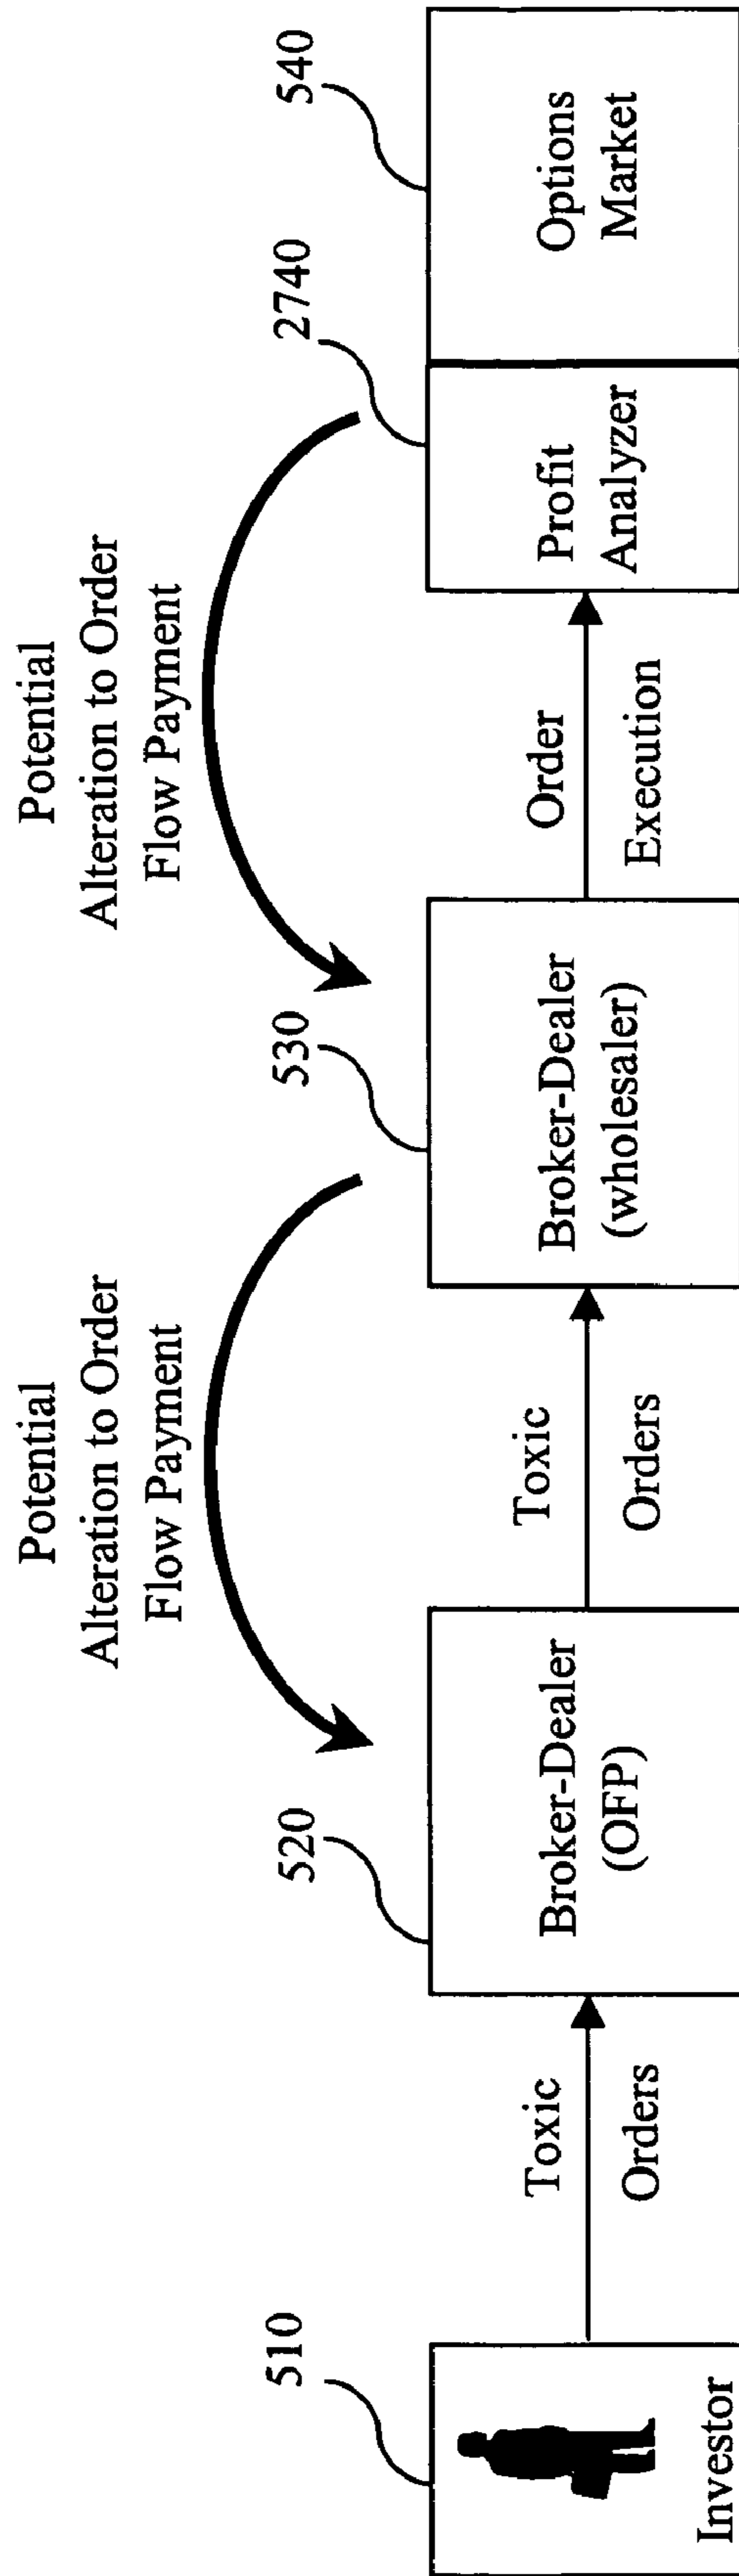 Potential
Alteration to Order
Flow Payment
Potential
Alteration to Order
Flow Payment
510
520
530
2740
540
Investor
Toxic
Orders
Broker-Dealer
(OFP)
Toxic
Orders
Broker-Dealer
(wholesaler)
Order
Execution
Profit
Analyzer
Options
Market